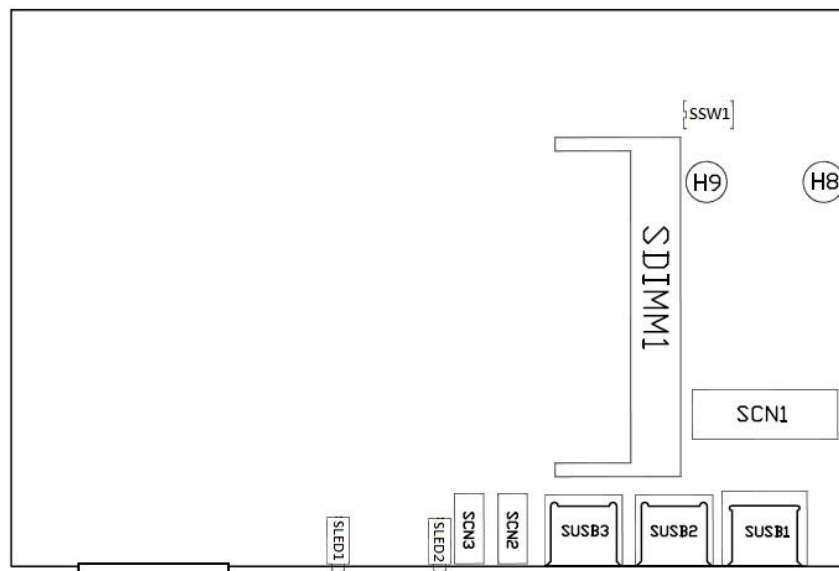 SSW1
H9
H8
SDIMM1
SCN1
SLED1
SLED2
SCN3
SCN2
SUSB3
SUSB2
SUSB1